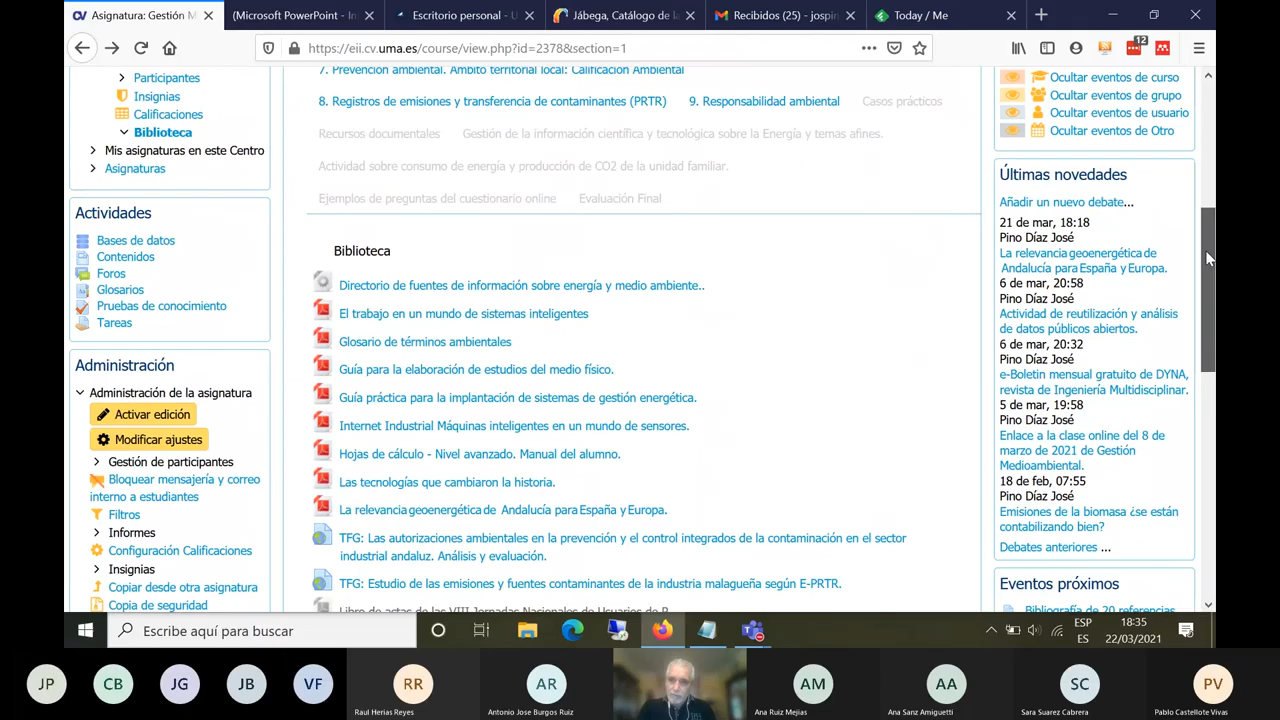 Asignatura: Gestión M
(Microsoft PowerPoint - In
Escritorio personal - U
Jábega, Catálogo de la
Recibidos (25) - jospin
Today / Me
https://eii.cv.uma.es/course/view.php?id=2378&section=1
12
Participantes
Insignias
Calificaciones
Biblioteca
Mis asignaturas en este Centro
Asignaturas
Actividades
Bases de datos
Contenidos
Foros
Glosarios
Pruebas de conocimiento
Tareas
Administración
Administración de la asignatura
Activar edición
Modificar ajustes
Gestión de participantes
Bloquear mensajería y correo
interno a estudiantes
Filtros
Informes
Configuración Calificaciones
Insignias
Copiar desde otra asignatura
Copia de seguridad
7. Prevención ambiental. Ámbito territorial local: Calificación Ambiental
8. Registros de emisiones y transferencia de contaminantes (PRTR) 9. Responsabilidad ambiental Casos prácticos
Recursos documentales Gestión de la información científica y tecnológica sobre la Energía y temas afines.
Actividad sobre consumo de energía y producción de CO2 de la unidad familiar.
Ejemplos de preguntas del cuestionario online Evaluación Final
Biblioteca
Directorio de fuentes de información sobre energía y medio ambiente..
El trabajo en un mundo de sistemas inteligentes
Glosario de términos ambientales
Guía para la elaboración de estudios del medio físico.
Guía práctica para la implantación de sistemas de gestión energética.
Internet Industrial Máquinas inteligentes en un mundo de sensores.
Hojas de cálculo - Nivel avanzado. Manual del alumno.
Las tecnologías que cambiaron la historia.
La relevancia geoenergética de Andalucía para España y Europa.
TFG: Las autorizaciones ambientales en la prevención y el control integrados de la contaminación en el sector
industrial andaluz. Análisis y evaluación.
TFG: Estudio de las emisiones y fuentes contaminantes de la industria malagueña según E-PRTR.
Libro de actas de las VIII Jornadas Nacionales de Usuarios de R
Ocultar eventos de curso
Ocultar eventos de grupo
Ocultar eventos de usuario
Ocultar eventos de Otro
Últimas novedades
Añadir un nuevo debate...
21 de mar, 18:18
Pino Díaz José
La relevancia geoenergética de
Andalucía para España y Europa.
6 de mar, 20:58
Pino Díaz José
Actividad de reutilización y análisis
de datos públicos abiertos.
6 de mar, 20:32
Pino Díaz José
e-Boletin mensual gratuito de DYNA,
revista de Ingeniería Multidisciplinar.
5 de mar, 19:58
Pino Díaz José
Enlace a la clase online del 8 de
marzo de 2021 de Gestión
Medioambiental.
18 de feb, 07:55
Pino Díaz José
Emisiones de la biomasa ¿se están
contabilizando bien?
Debates anteriores ...
Eventos próximos
Bibliografía de 20 referencias
Escribe aquí para buscar
ESP
ES
18:35
22/03/2021
JP
CB
JG
JB
VF
RR
Raul Herias Reyes
AR
Antonio Jose Burgos Ruiz
AM
Ana Ruiz Mejias
AA
Ana Sanz Amiguetti
SC
Sara Suarez Cabrera
PV
Pablo Castellote Vivas